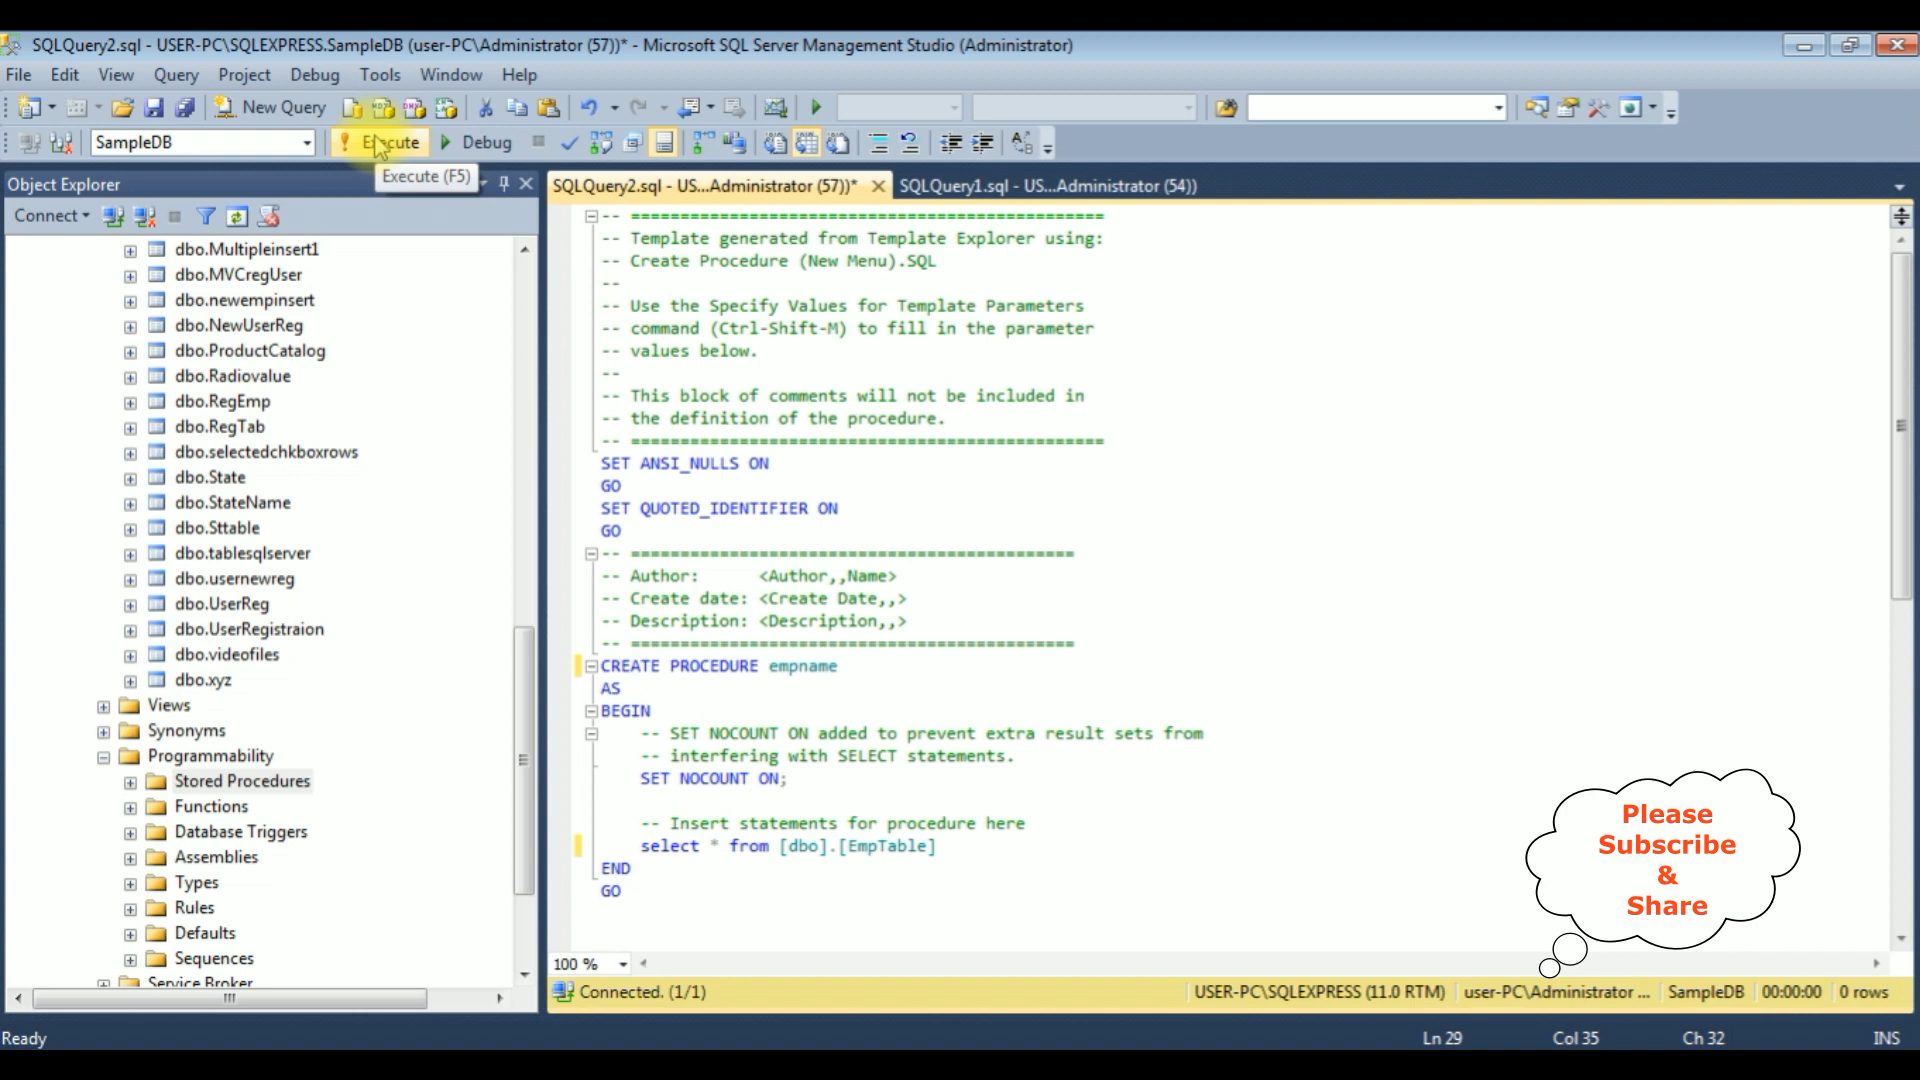 SQLQuery2.sql - USER-PC\SQLEXPRESS.SampleDB (user-PC\Administrator (57))* - Microsoft SQL Server Management Studio (Administrator)
File Edit View Query Project Debug Tools Window Help
New Query
SampleDB Execute Debug
Execute (F5)
Object Explorer
Connect
dbo.Multipleinsert1
dbo.MVCregUser
dbo.newempinsert
dbo.NewUserReg
dbo.ProductCatalog
dbo.Radiovalue
dbo.RegEmp
dbo.RegTab
dbo.selectedchkboxrows
dbo.State
dbo.StateName
dbo.Sttable
dbo.tablesqlserver
dbo.usernewreg
dbo.UserReg
dbo.UserRegistraion
dbo.videofiles
dbo.xyz
Views
Synonyms
Programmability
Stored Procedures
Functions
Database Triggers
Assemblies
Types
Rules
Defaults
Sequences
Service Broker
SQLQuery2.sql - US...Administrator (57))* SQLQuery1.sql - US...Administrator (54))
-- ================================================
-- Template generated from Template Explorer using:
-- Create Procedure (New Menu).SQL
--
-- Use the Specify Values for Template Parameters
-- command (Ctrl-Shift-M) to fill in the parameter
-- values below.
--
-- This block of comments will not be included in
-- the definition of the procedure.
-- ================================================
SET ANSI_NULLS ON
GO
SET QUOTED_IDENTIFIER ON
GO
-- =============================================
-- Author: <Author,,Name>
-- Create date: <Create Date,,>
-- Description: <Description,,>
-- =============================================
CREATE PROCEDURE empname
AS
BEGIN
-- SET NOCOUNT ON added to prevent extra result sets from
-- interfering with SELECT statements.
SET NOCOUNT ON;
-- Insert statements for procedure here
select * from [dbo].[EmpTable]
END
GO
Please
Subscribe
&
Share
100 %
Connected. (1/1) USER-PC\SQLEXPRESS (11.0 RTM) user-PC\Administrator ... SampleDB 00:00:00 0 rows
Ready Ln 29 Col 35 Ch 32 INS